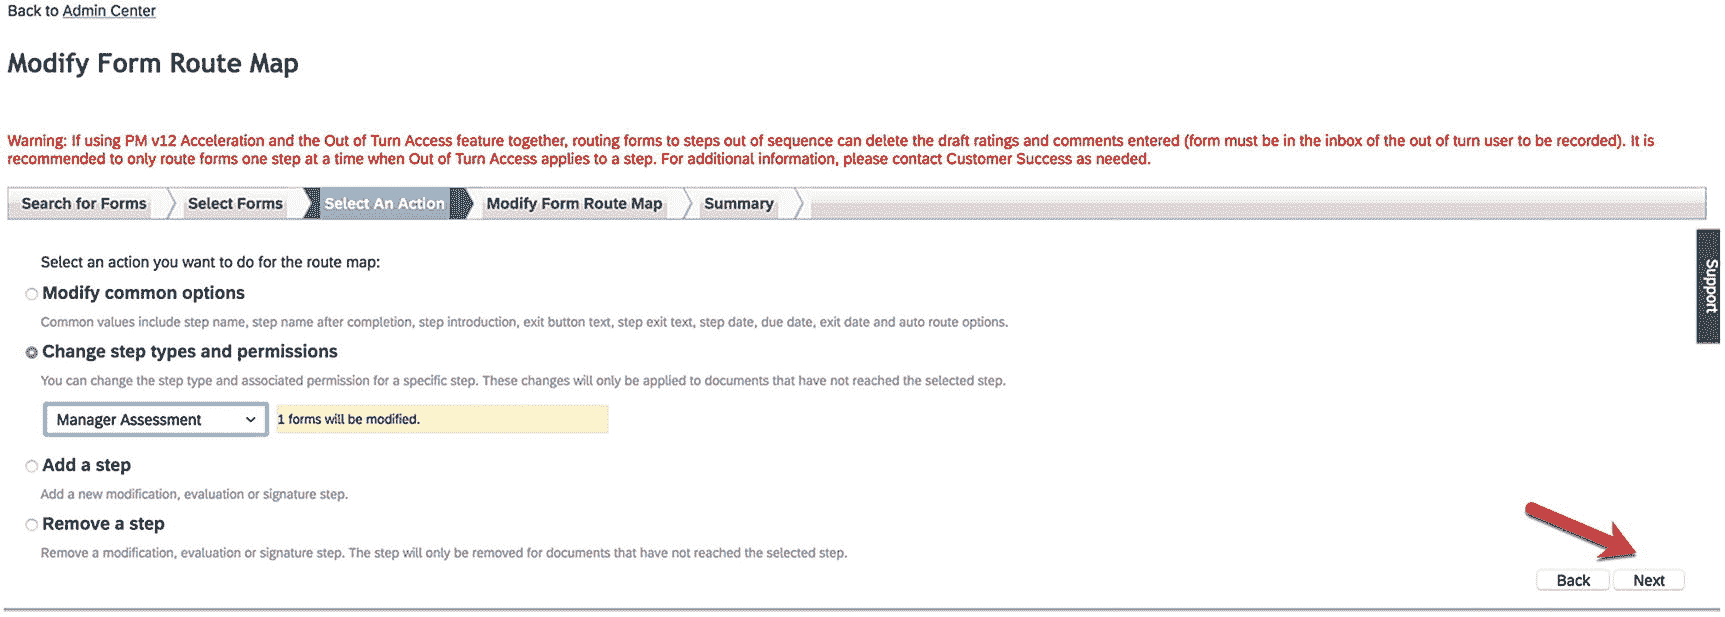 Back to Admin Center
Modify Form Route Map
Warning: If using PM v12 Acceleration and the Out of Turn Access feature together, routing forms to steps out of sequence can delete the draft ratings and comments entered (form must be in the inbox of the out of turn user to be recorded). It is
recommended to only route forms one step at a time when Out of Turn Access applies to a step. For additional information, please contact Customer Success as needed.
Search for Forms Select Forms Select An Action Modify Form Route Map Summary
Support
Select an action you want to do for the route map:
Modify common options
Common values include step name, step name after completion, step introduction, exit button text, step exit text, step date, due date, exit date and auto route options.
Change step types and permissions
You can change the step type and associated permission for a specific step. These changes will only be applied to documents that have not reached the selected step.
Manager Assessment 1 forms will be modified.
Add a step
Add a new modification, evaluation or signature step.
Remove a step
Remove a modification, evaluation or signature step. The step will only be removed for documents that have not reached the selected step.
Back Next